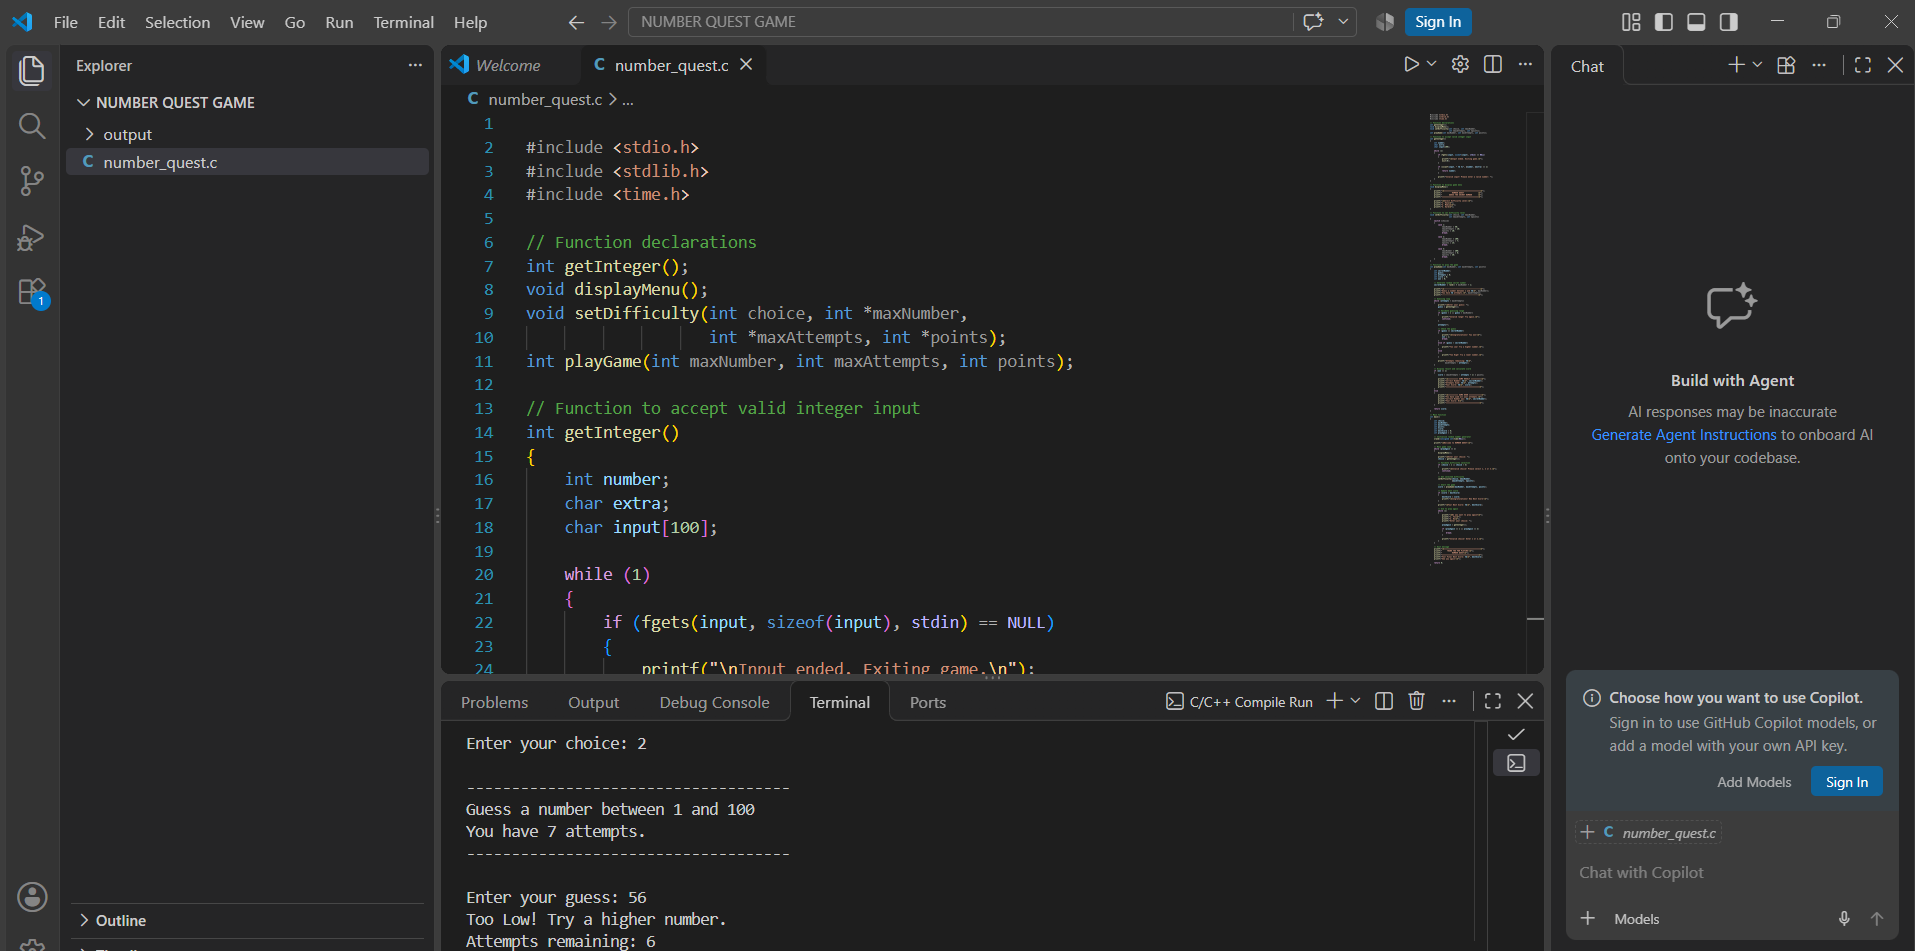 File Edit Selection View Go Run Terminal Help
NUMBER QUEST GAME
Sign In
Explorer
NUMBER QUEST GAME
output
C number_quest.c
1
Outline
Welcome
C number_quest.c
C number_quest.c > ...
1
2 #include <stdio.h>
3 #include <stdlib.h>
4 #include <time.h>
5
6 // Function declarations
7 int getInteger();
8 void displayMenu();
9 void setDifficulty(int choice, int *maxNumber,
10 int *maxAttempts, int *points);
11 int playGame(int maxNumber, int maxAttempts, int points);
12
13 // Function to accept valid integer input
14 int getInteger()
15 {
16 int number;
17 char extra;
18 char input[100];
19
20 while (1)
21 {
22 if (fgets(input, sizeof(input), stdin) == NULL)
23 {
24 printf("\nInput ended. Exiting game.\n");
Problems Output Debug Console Terminal Ports
C/C++ Compile Run
Enter your choice: 2
------------------------------------
Guess a number between 1 and 100
You have 7 attempts.
------------------------------------
Enter your guess: 56
Too Low! Try a higher number.
Attempts remaining: 6
Chat
Build with Agent
AI responses may be inaccurate
Generate Agent Instructions to onboard AI
onto your codebase.
Choose how you want to use Copilot.
Sign in to use GitHub Copilot models, or
add a model with your own API key.
Add Models
Sign In
C number_quest.c
Chat with Copilot
Models